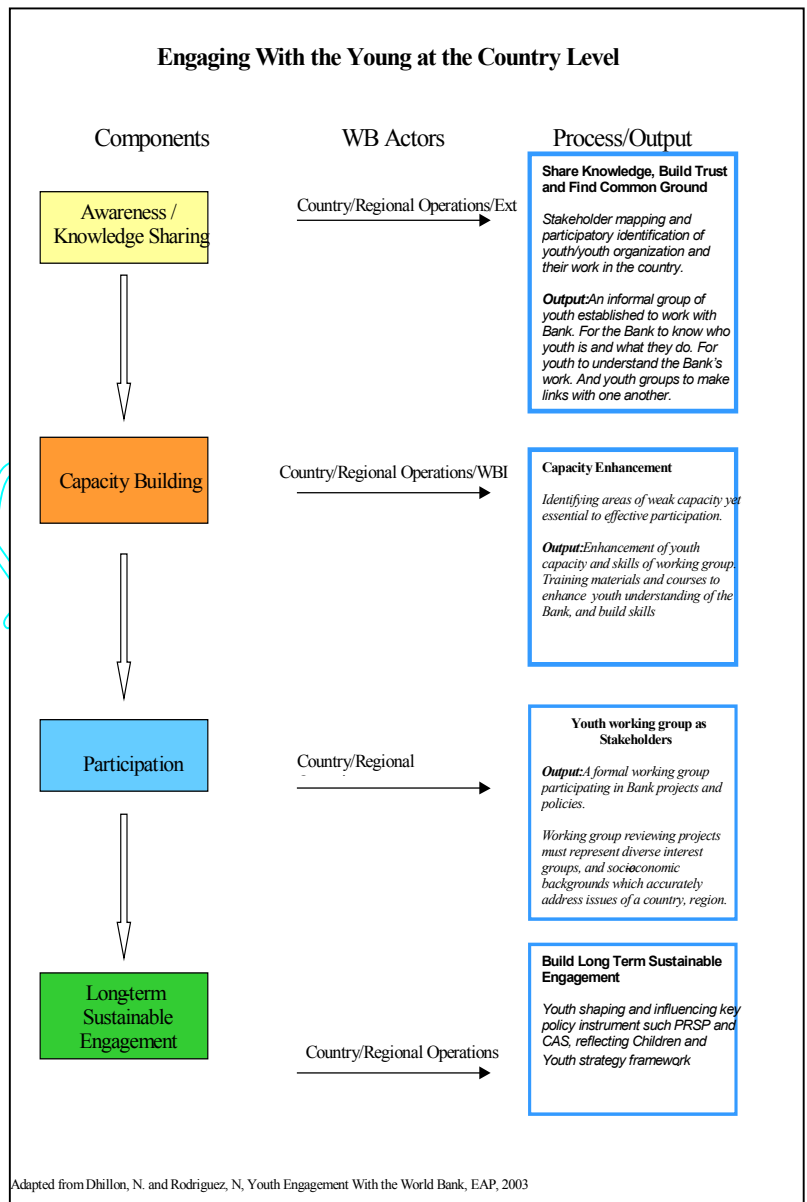 Engaging With the Young at the Country Level
Components
WB Actors
Process/Output
Awareness /
Knowledge Sharing
Country/Regional Operations/Ext
Share Knowledge, Build Trust
and Find Common Ground
Stakeholder mapping and
participatory identification of
youth/youth organization and
their work in the country.
Output:An informal group of
youth established to work with
Bank. For the Bank to know who
youth is and what they do. For
youth to understand the Bank's
work. And youth groups to make
links with one another.
Capacity Building
Country/Regional Operations/WBI
Capacity Enhancement
Identifying areas of weak capacity yet
essential to effective participation.
Output:Enhancement of youth
capacity and skills of working group.
Training materials and courses to
enhance youth understanding of the
Bank, and build skills
Participation
Country/Regional
Youth working group as
Stakeholders
Output:A formal working group
participating in Bank projects and
policies.
Working group reviewing projects
must represent diverse interest
groups, and socio-economic
backgrounds which accurately
address issues of a country, region.
Long-term
Sustainable
Engagement
Country/Regional Operations
Build Long Term Sustainable
Engagement
Youth shaping and influencing key
policy instrument such PRSP and
CAS, reflecting Children and
Youth strategy framework
Adapted from Dhillon, N. and Rodriguez, N, Youth Engagement With the World Bank, EAP, 2003